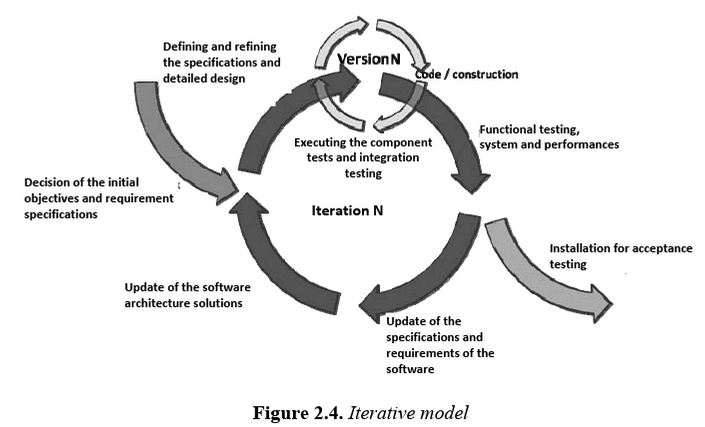 Defining and refining
the specifications and
detailed design
Version N
Code / construction
Executing the component
tests and integration
testing
Functional testing,
system and performances
Decision of the initial
objectives and requirement
specifications
Iteration N
Installation for acceptance
testing
Update of the software
architecture solutions
Update of the
specifications and
requirements of the
software
Figure 2.4. Iterative model